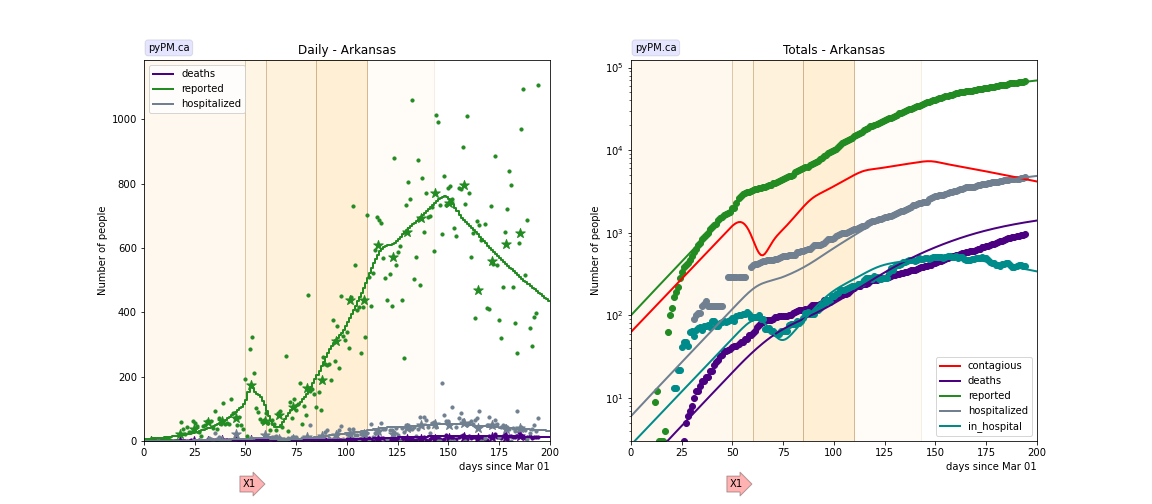 pyPM.ca
Daily - Arkansas
deaths
reported
hospitalized
Number of people
1000
800
600
400
200
0
0 25 50 75 100 125 150 175 200
days since Mar 01
X1
pyPM.ca
Totals - Arkansas
Number of people
10^5
10^4
10^3
10^2
10^1
contagious
deaths
reported
hospitalized
in_hospital
0 25 50 75 100 125 150 175 200
days since Mar 01
X1